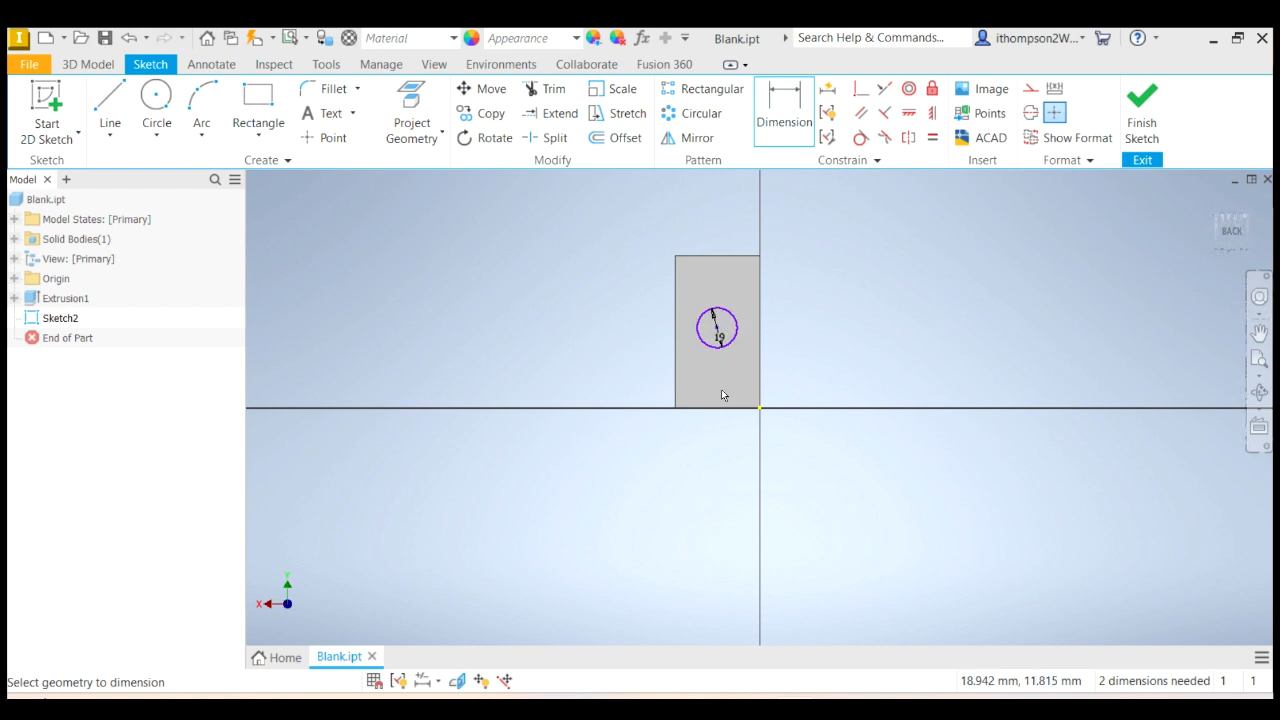 I Material Appearance fx Blank.ipt Search Help & Commands... ithompson2W...
File 3D Model Sketch Annotate Inspect Tools Manage View Environments Collaborate Fusion 360
Start 2D Sketch Line Circle Arc Rectangle Fillet Text Point Project Geometry Move Copy Rotate Trim Extend Split Scale Stretch Offset Rectangular Circular Mirror Dimension Image Points ACAD Show Format Finish Sketch
Sketch Create Modify Pattern Constrain Insert Format Exit
Model
Blank.ipt
Model States: [Primary]
Solid Bodies(1)
View: [Primary]
Origin
Extrusion1
Sketch2
End of Part
BACK
19
Y
X
Home Blank.ipt
Select geometry to dimension 18.942 mm, 11.815 mm 2 dimensions needed 1 1